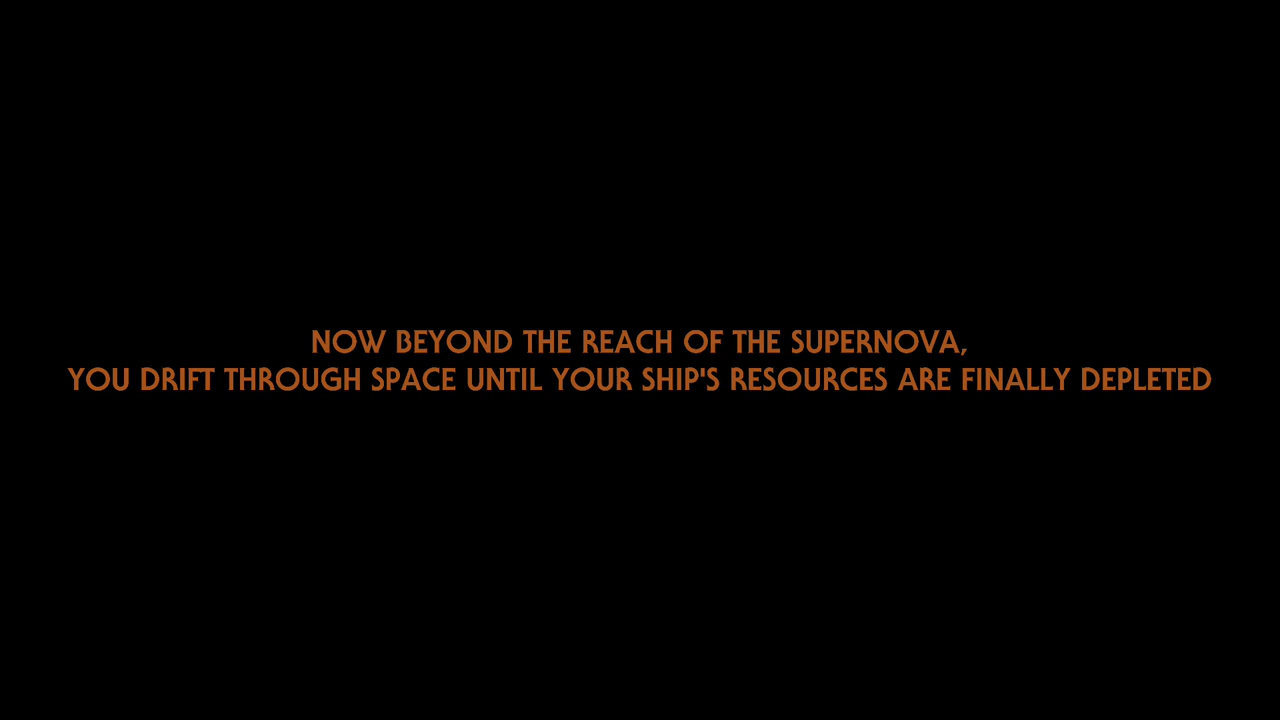 NOW BEYOND THE REACH OF THE SUPERNOVA,
YOU DRIFT THROUGH SPACE UNTIL YOUR SHIP'S RESOURCES ARE FINALLY DEPLETED